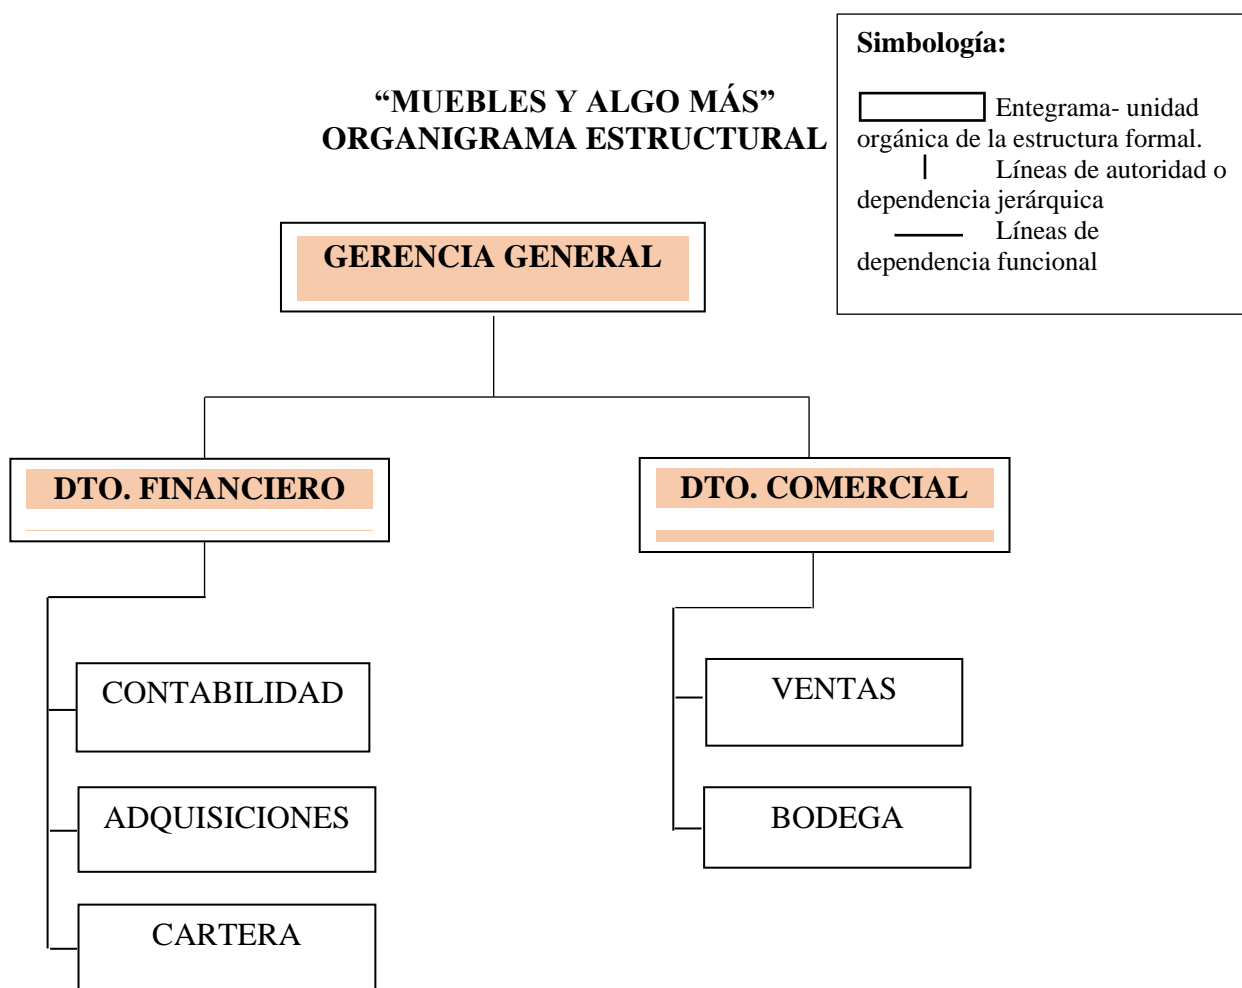 “MUEBLES Y ALGO MÁS”
ORGANIGRAMA ESTRUCTURAL
Simbología:
Entegrama- unidad
orgánica de la estructura formal.
Líneas de autoridad o
dependencia jerárquica
Líneas de
dependencia funcional
GERENCIA GENERAL
DTO. FINANCIERO
DTO. COMERCIAL
CONTABILIDAD
ADQUISICIONES
CARTERA
VENTAS
BODEGA